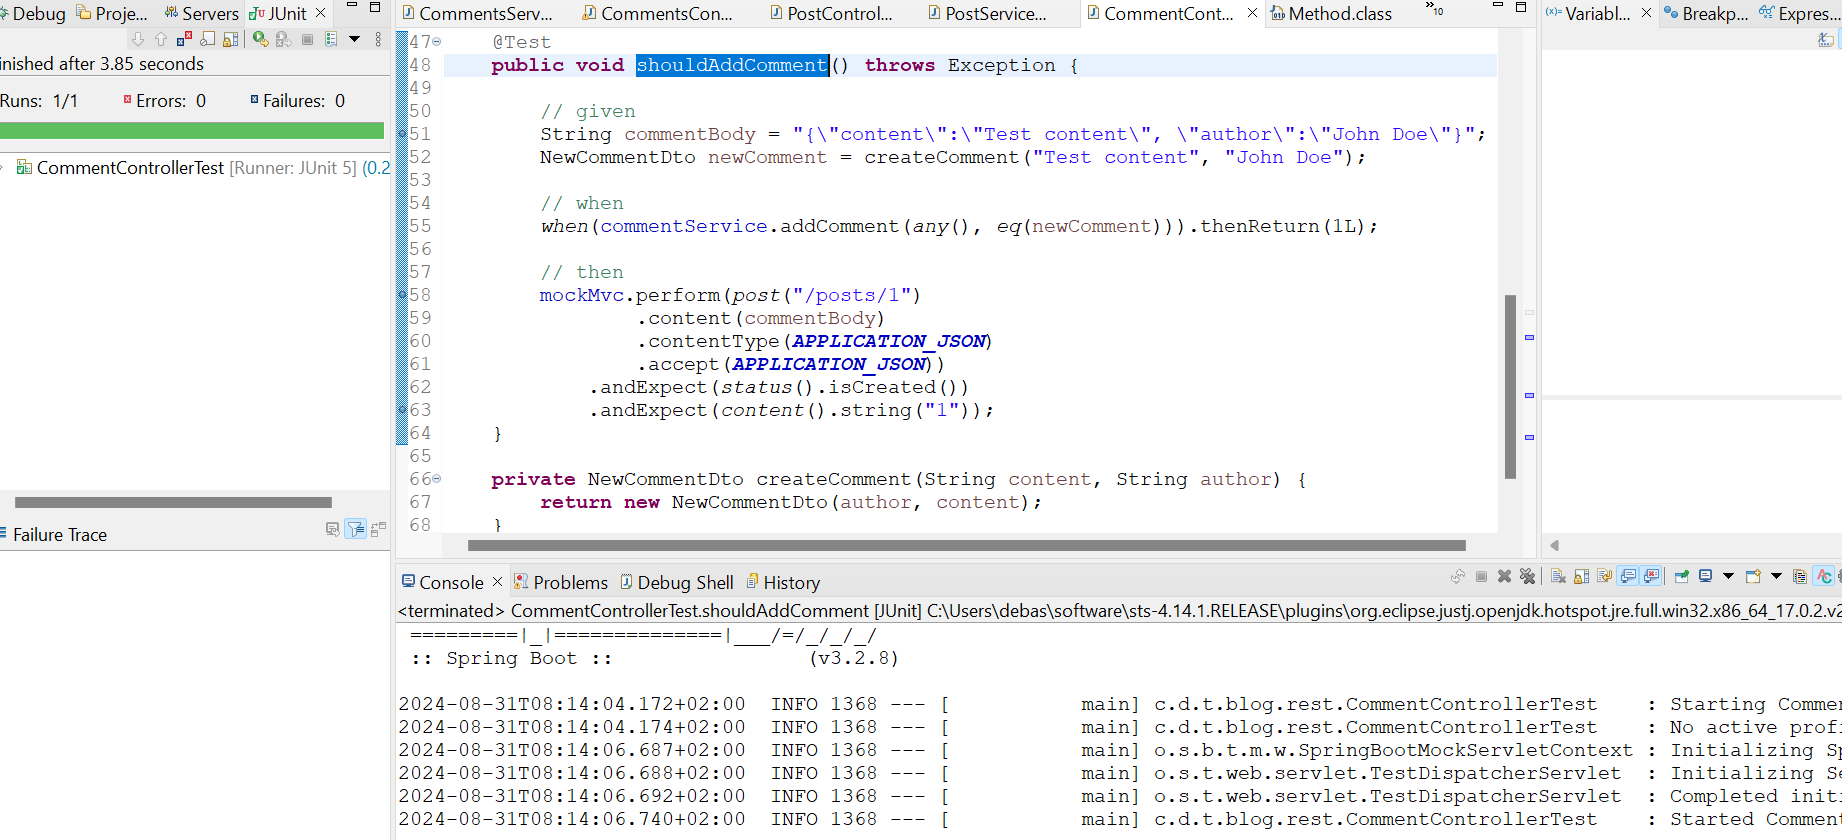 Debug Proje... Servers JUnit
CommentsServ... CommentsCon... PostControl... PostService... CommentCont... Method.class 10
Variabl... Breakp... Expres...
inished after 3.85 seconds
Runs: 1/1 Errors: 0 Failures: 0
CommentControllerTest [Runner: JUnit 5] (0.2
Failure Trace
47 @Test
48 public void shouldAddComment() throws Exception {
49
50 // given
51 String commentBody = "{\"content\":\"Test content\", \"author\":\"John Doe\"}";
52 NewCommentDto newComment = createComment("Test content", "John Doe");
53
54 // when
55 when(commentService.addComment(any(), eq(newComment))).thenReturn(1L);
56
57 // then
58 mockMvc.perform(post("/posts/1")
59 .content(commentBody)
60 .contentType(APPLICATION_JSON)
61 .accept(APPLICATION_JSON))
62 .andExpect(status().isCreated())
63 .andExpect(content().string("1"));
64 }
65
66 private NewCommentDto createComment(String content, String author) {
67 return new NewCommentDto(author, content);
68 }
Console Problems Debug Shell History
<terminated> CommentControllerTest.shouldAddComment [JUnit] C:\Users\debas\software\sts-4.14.1.RELEASE\plugins\org.eclipse.justj.openjdk.hotspot.jre.full.win32.x86_64_17.0.2.v2
=========|_|==============|___/=/_/_/_/
:: Spring Boot :: (v3.2.8)
2024-08-31T08:14:04.172+02:00 INFO 1368 --- [ main] c.d.t.blog.rest.CommentControllerTest : Starting Commen
2024-08-31T08:14:04.174+02:00 INFO 1368 --- [ main] c.d.t.blog.rest.CommentControllerTest : No active profi
2024-08-31T08:14:06.687+02:00 INFO 1368 --- [ main] o.s.b.t.m.w.SpringBootMockServletContext : Initializing Sp
2024-08-31T08:14:06.688+02:00 INFO 1368 --- [ main] o.s.t.web.servlet.TestDispatcherServlet : Initializing Se
2024-08-31T08:14:06.692+02:00 INFO 1368 --- [ main] o.s.t.web.servlet.TestDispatcherServlet : Completed initi
2024-08-31T08:14:06.740+02:00 INFO 1368 --- [ main] c.d.t.blog.rest.CommentControllerTest : Started Comment